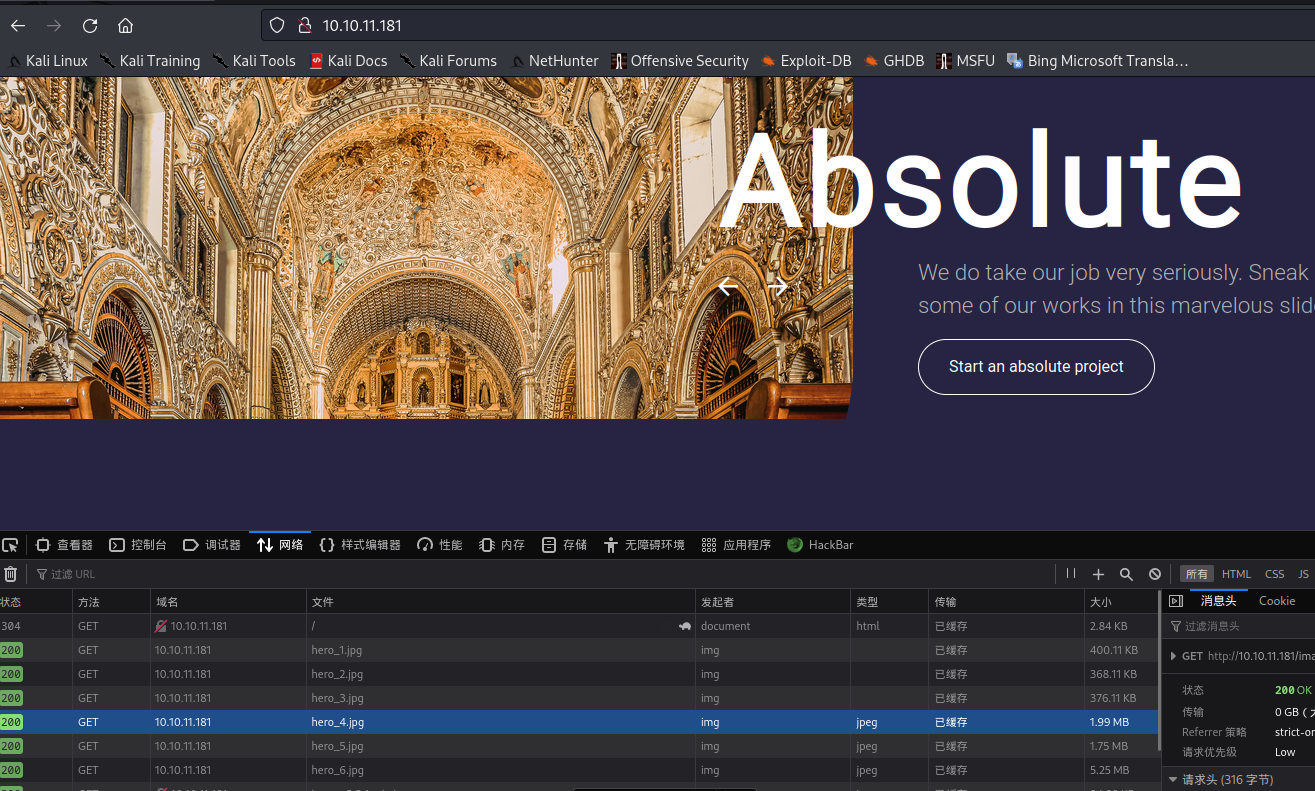 10.10.11.181
Kali Linux Kali Training Kali Tools Kali Docs Kali Forums NetHunter Offensive Security Exploit-DB GHDB MSFU Bing Microsoft Transla…
Absolute
We do take our job very seriously. Sneak
some of our works in this marvelous slid
Start an absolute project
查看器 控制台 调试器 网络 样式编辑器 性能 内存 存储 无障碍环境 应用程序 HackBar
过滤 URL 所有 HTML CSS JS
状态 方法 域名 文件 发起者 类型 传输 大小 消息头 Cookie
304 GET 10.10.11.181 / document html 已缓存 2.84 KB 过滤消息头
200 GET 10.10.11.181 hero_1.jpg img 已缓存 400.11 KB GET http://10.10.11.181/ima
200 GET 10.10.11.181 hero_2.jpg img 已缓存 368.11 KB
200 GET 10.10.11.181 hero_3.jpg img 已缓存 376.11 KB 状态 200 OK
200 GET 10.10.11.181 hero_4.jpg img jpeg 已缓存 1.99 MB 传输 0 GB（
200 GET 10.10.11.181 hero_5.jpg img jpeg 已缓存 1.75 MB Referrer 策略 strict-or
200 GET 10.10.11.181 hero_6.jpg img jpeg 已缓存 5.25 MB 请求优先级 Low
请求头 (316 字节)